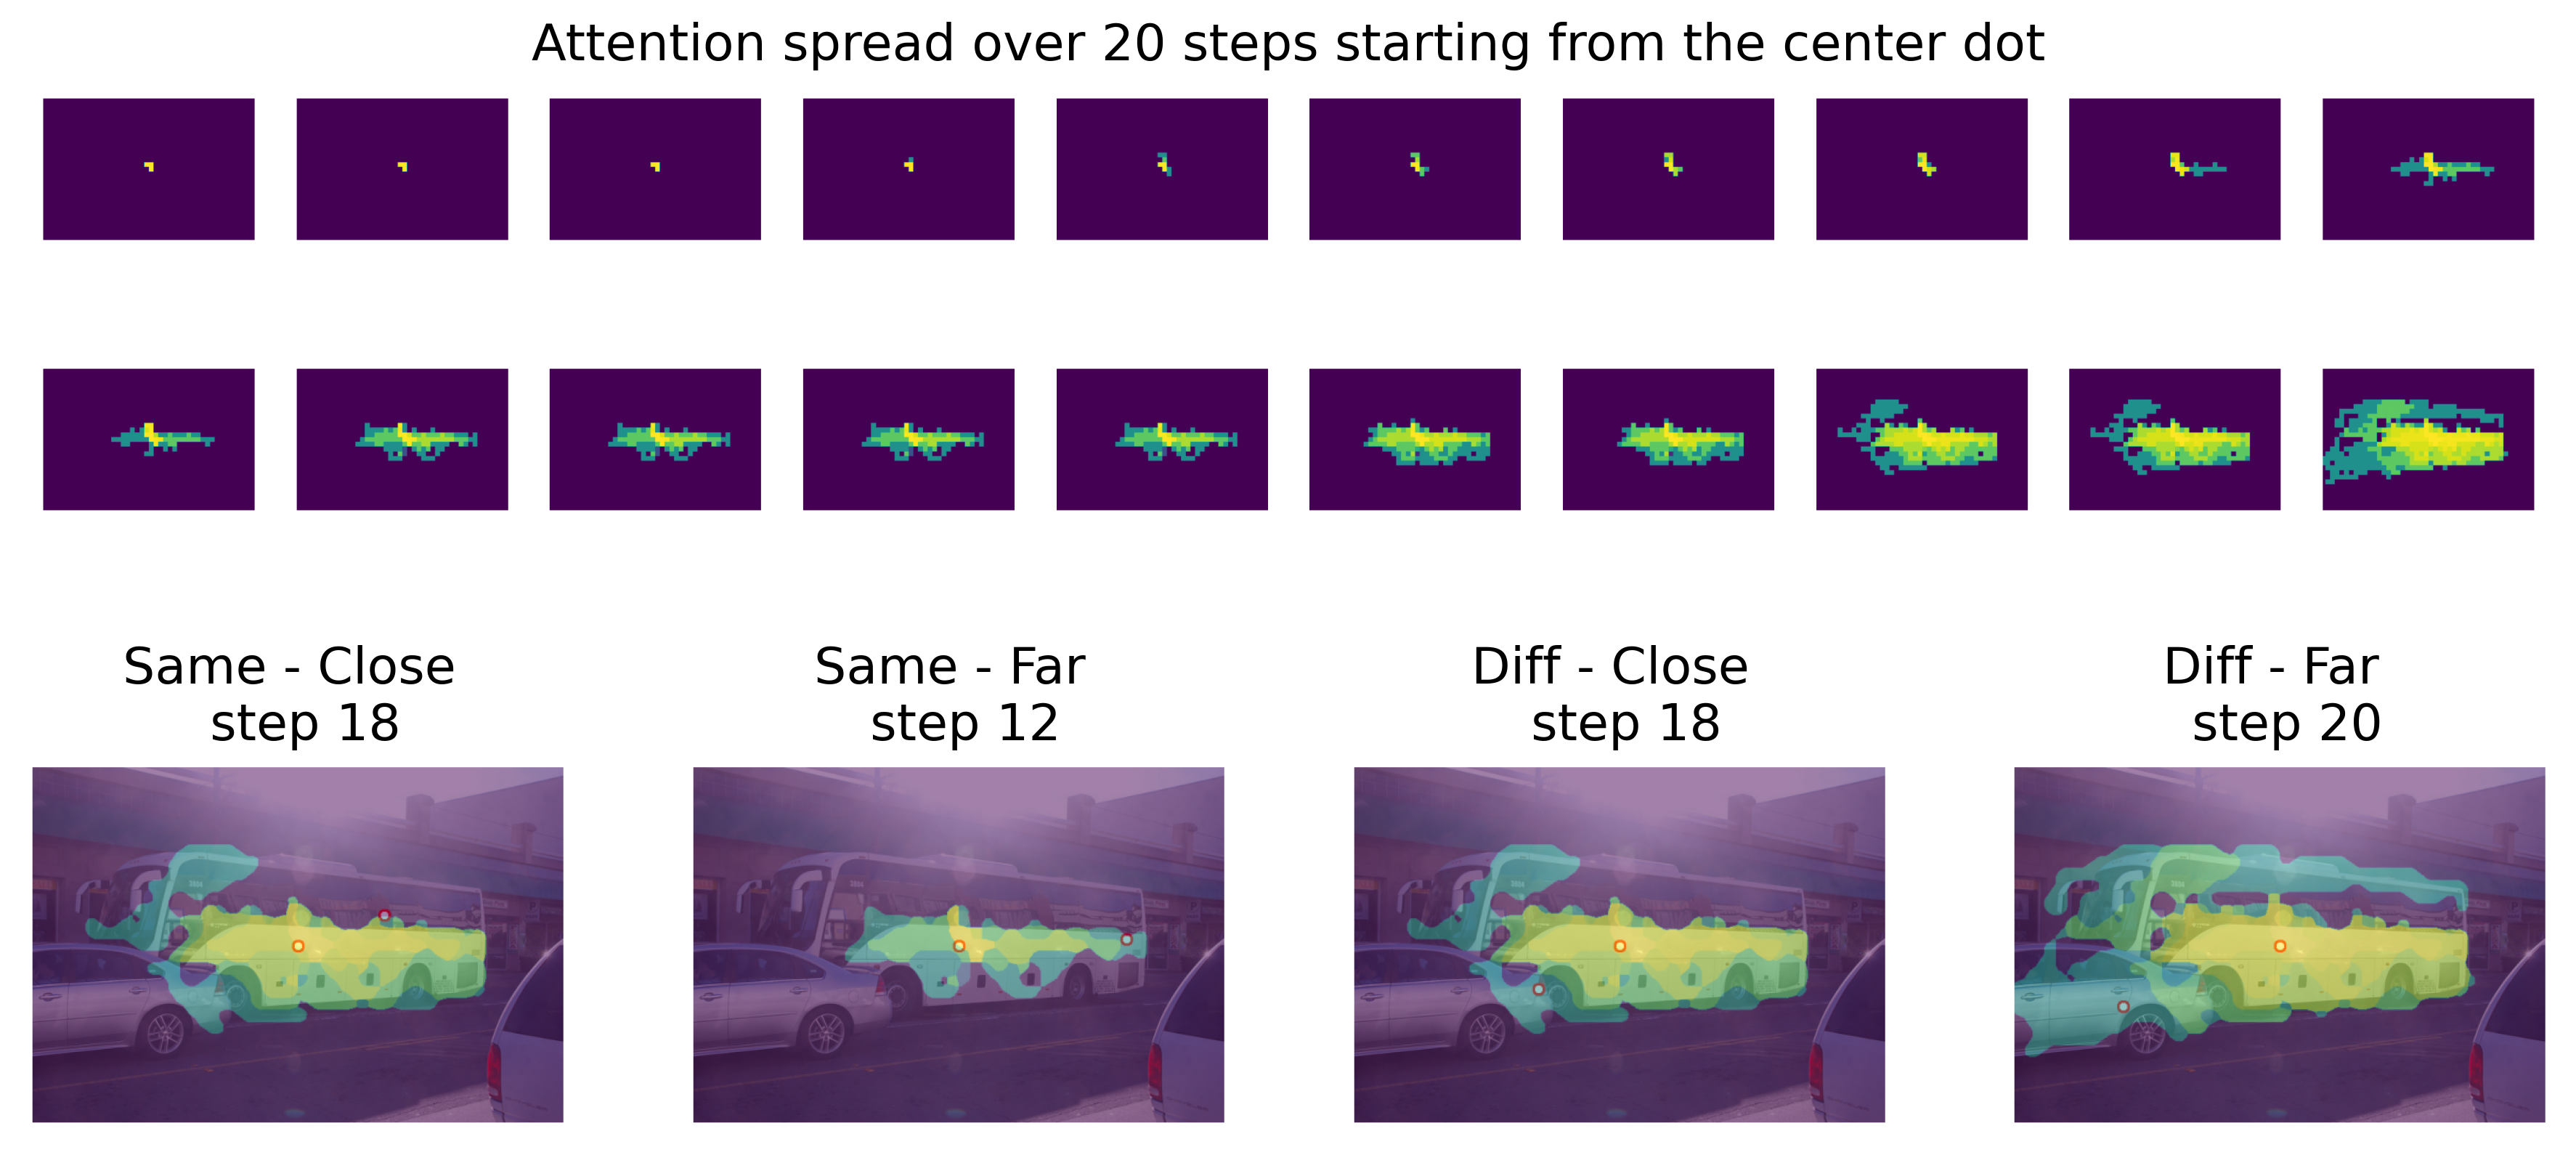 Attention spread over 20 steps starting from the center dot
Same - Close
step 18
Same - Far
step 12
Diff - Close
step 18
Diff - Far
step 20